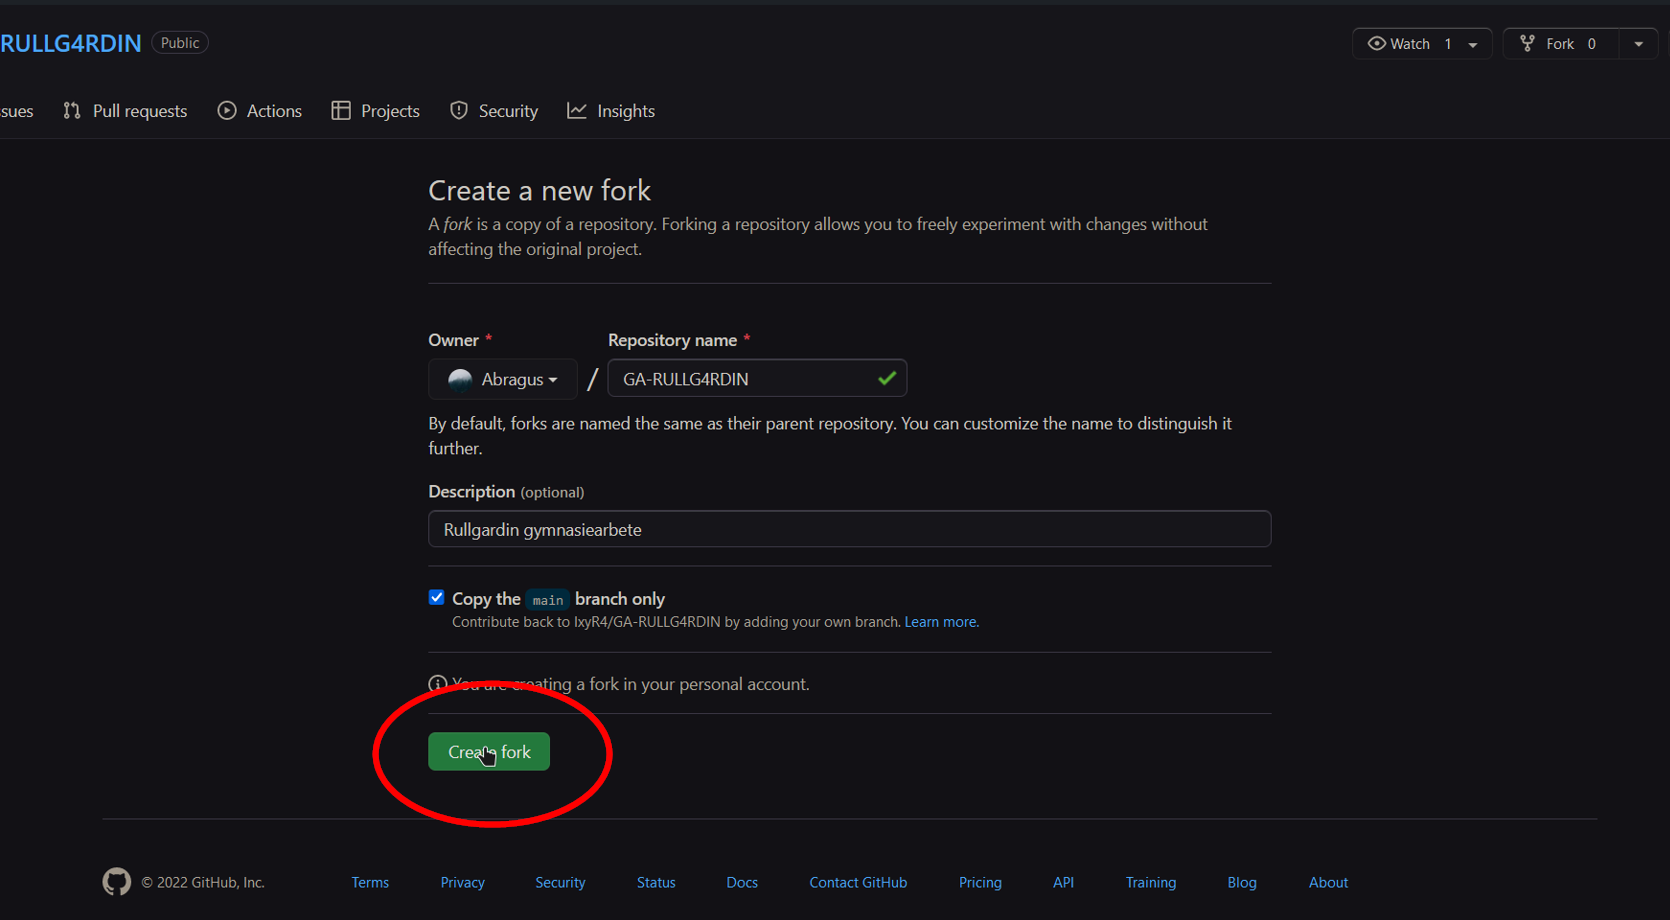 RULLG4RDIN Public Watch 1 Fork 0
sues Pull requests Actions Projects Security Insights
Create a new fork
A fork is a copy of a repository. Forking a repository allows you to freely experiment with changes without
affecting the original project.
Owner * Repository name *
Abragus / GA-RULLG4RDIN
By default, forks are named the same as their parent repository. You can customize the name to distinguish it
further.
Description (optional)
Rullgardin gymnasiearbete
Copy the main branch only
Contribute back to IxyR4/GA-RULLG4RDIN by adding your own branch. Learn more.
You are creating a fork in your personal account.
Create fork
© 2022 GitHub, Inc. Terms Privacy Security Status Docs Contact GitHub Pricing API Training Blog About